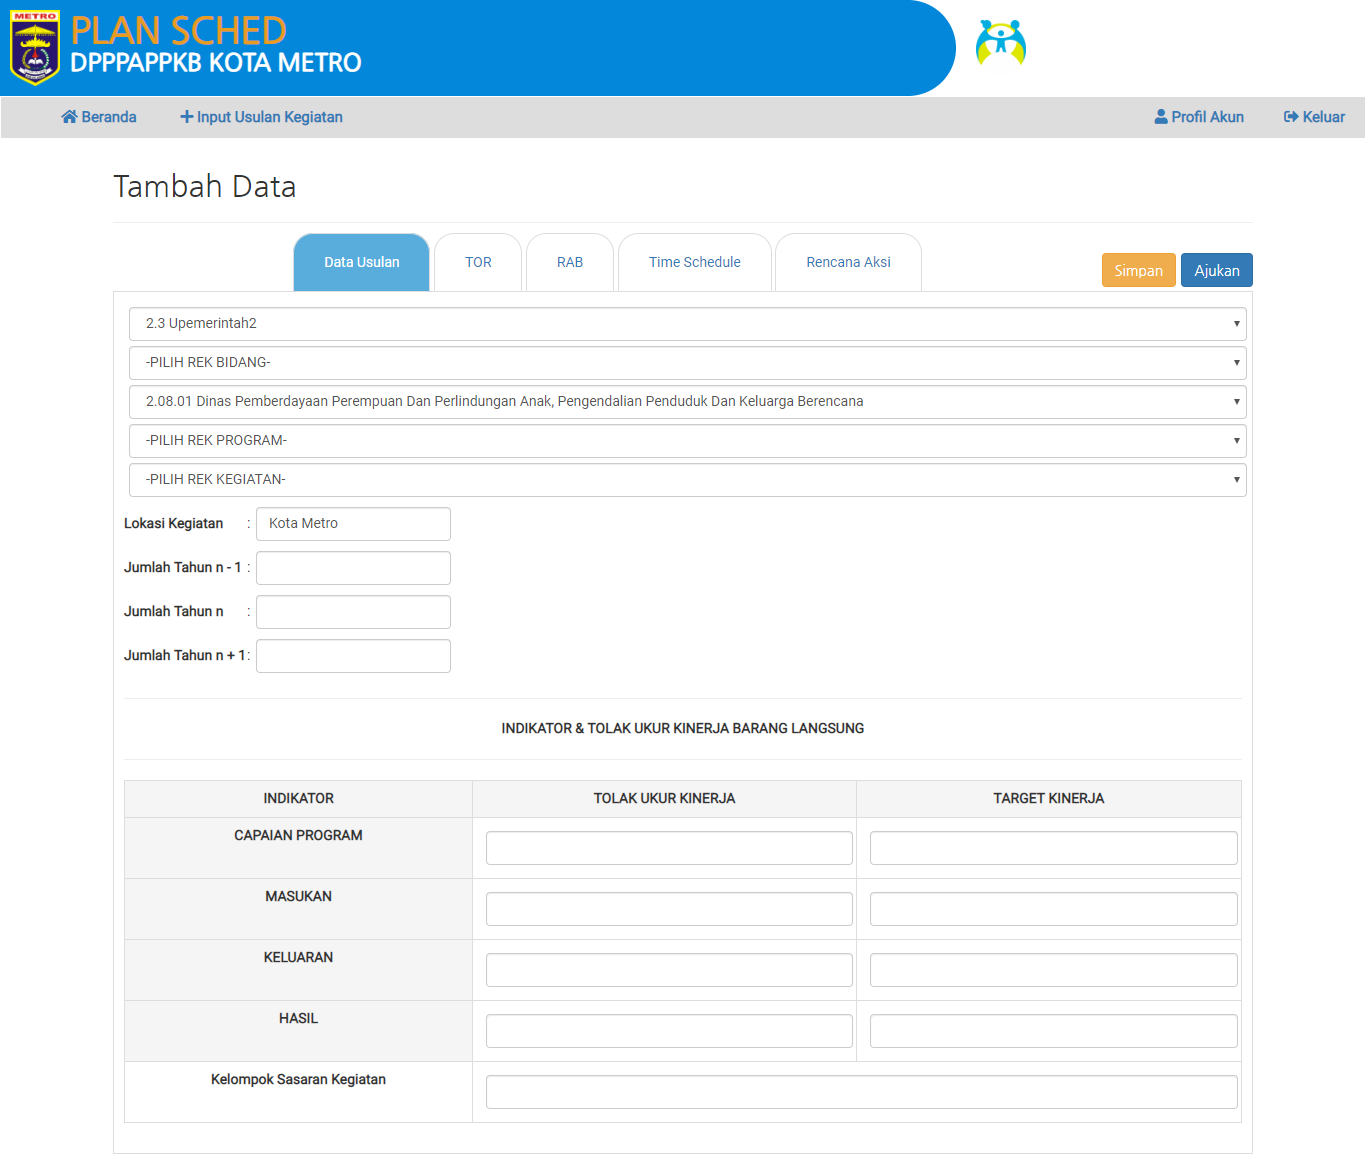 METRO
PLAN SCHED
DPPPAPPKB KOTA METRO
Beranda
Input Usulan Kegiatan
Profil Akun
Keluar
Tambah Data
Data Usulan
TOR
RAB
Time Schedule
Rencana Aksi
Simpan
Ajukan
2.3 Upemerintah2
-PILIH REK BIDANG-
2.08.01 Dinas Pemberdayaan Perempuan Dan Perlindungan Anak, Pengendalian Penduduk Dan Keluarga Berencana
-PILIH REK PROGRAM-
-PILIH REK KEGIATAN-
Lokasi Kegiatan : Kota Metro
Jumlah Tahun n - 1 :
Jumlah Tahun n :
Jumlah Tahun n + 1 :
INDIKATOR & TOLAK UKUR KINERJA BARANG LANGSUNG
INDIKATOR TOLAK UKUR KINERJA TARGET KINERJA
CAPAIAN PROGRAM
MASUKAN
KELUARAN
HASIL
Kelompok Sasaran Kegiatan